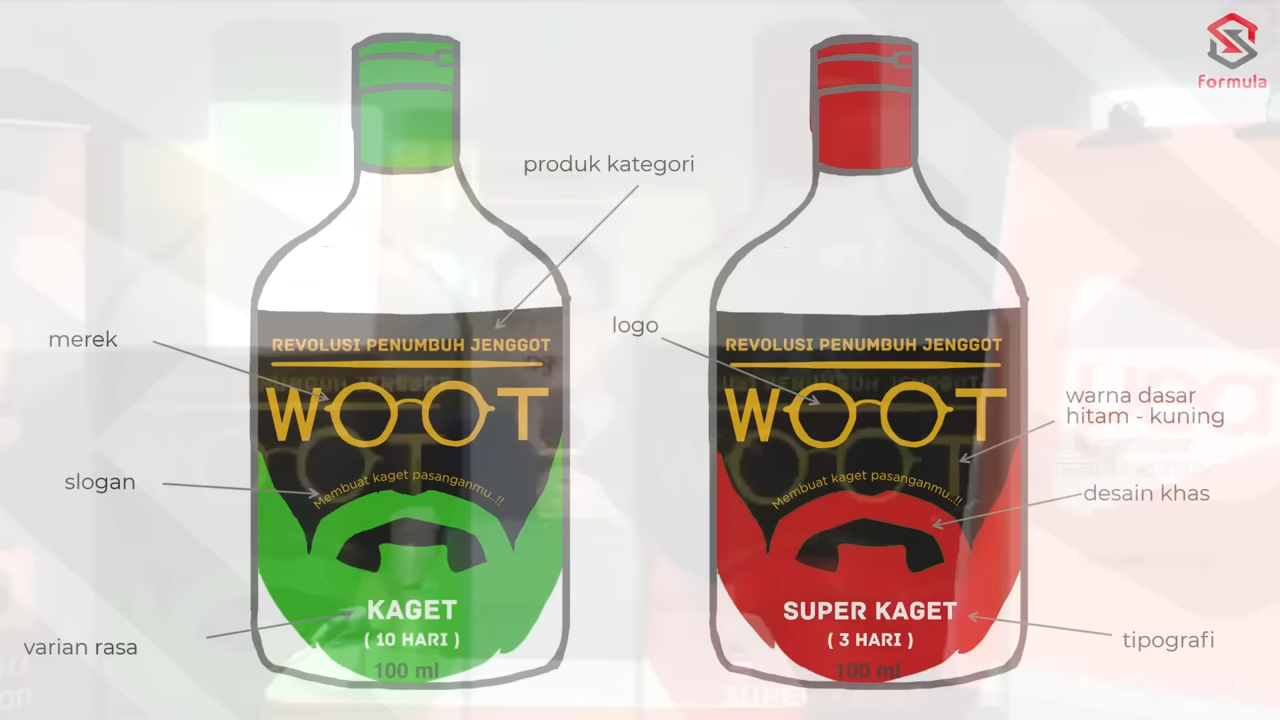 Formula
produk kategori
merek
logo
slogan
warna dasar
hitam - kuning
desain khas
varian rasa
tipografi
REVOLUSI PENUMBUH JENGGOT
WOOT
Membuat kaget pasanganmu..!!
KAGET
( 10 HARI )
100 ml
REVOLUSI PENUMBUH JENGGOT
WOOT
Membuat kaget pasanganmu..!!
SUPER KAGET
( 3 HARI )
100 ml